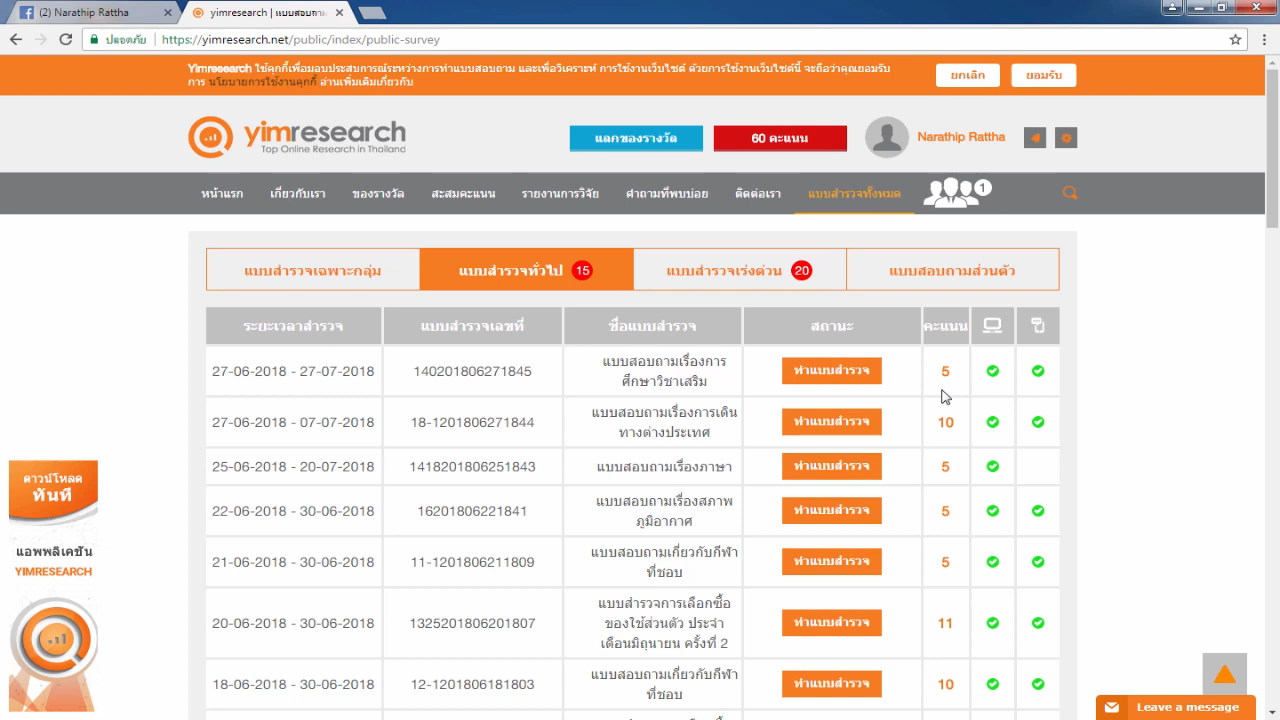 (2) Narathip Rattha
yimresearch | แบบสอบถาม
ปลอดภัย https://yimresearch.net/public/index/public-survey
Yimresearch ใช้คุกกี้เพื่อมอบประสบการณ์ระหว่างการทำแบบสอบถาม และเพื่อวิเคราะห์ การใช้งานเว็บไซต์ ด้วยการใช้งานเว็บไซต์นี้ จะถือว่าคุณยอมรับ
การ นโยบายการใช้งานคุกกี้ อ่านเพิ่มเติมเกี่ยวกับ
ยกเลิก
ยอมรับ
yimresearch
Top Online Research in Thailand
แลกของรางวัล
60 คะแนน
Narathip Rattha
หน้าแรก เกี่ยวกับเรา ของรางวัล สะสมคะแนน รายงานการวิจัย คำถามที่พบบ่อย ติดต่อเรา แบบสำรวจทั้งหมด 1
แบบสำรวจเฉพาะกลุ่ม แบบสำรวจทั่วไป 15 แบบสำรวจเร่งด่วน 20 แบบสอบถามส่วนตัว
ระยะเวลาสำรวจ แบบสำรวจเลขที่ ชื่อแบบสำรวจ สถานะ คะแนน
27-06-2018 - 27-07-2018 140201806271845 แบบสอบถามเรื่องการ
ศึกษาวิชาเสริม ทำแบบสำรวจ 5
27-06-2018 - 07-07-2018 18-1201806271844 แบบสอบถามเรื่องการเดิน
ทางต่างประเทศ ทำแบบสำรวจ 10
25-06-2018 - 20-07-2018 1418201806251843 แบบสอบถามเรื่องภาษา ทำแบบสำรวจ 5
22-06-2018 - 30-06-2018 16201806221841 แบบสอบถามเรื่องสภาพ
ภูมิอากาศ ทำแบบสำรวจ 5
21-06-2018 - 30-06-2018 11-1201806211809 แบบสอบถามเกี่ยวกับกีฬา
ที่ชอบ ทำแบบสำรวจ 5
20-06-2018 - 30-06-2018 1325201806201807 แบบสำรวจการเลือกซื้อ
ของใช้ส่วนตัว ประจำ
เดือนมิถุนายน ครั้งที่ 2 ทำแบบสำรวจ 11
18-06-2018 - 30-06-2018 12-1201806181803 แบบสอบถามเกี่ยวกับกีฬา
ที่ชอบ ทำแบบสำรวจ 10
ดาวน์โหลด
ทันที
แอพพลิเคชัน
YIMRESEARCH
Leave a message